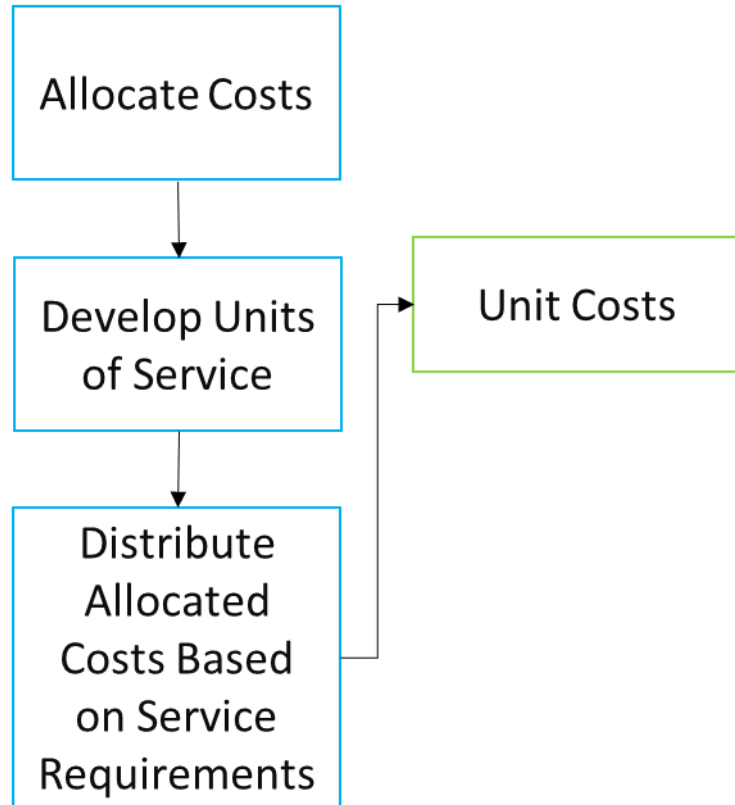 Allocate Costs
Develop Units
of Service
Unit Costs
Distribute
Allocated
Costs Based
on Service
Requirements